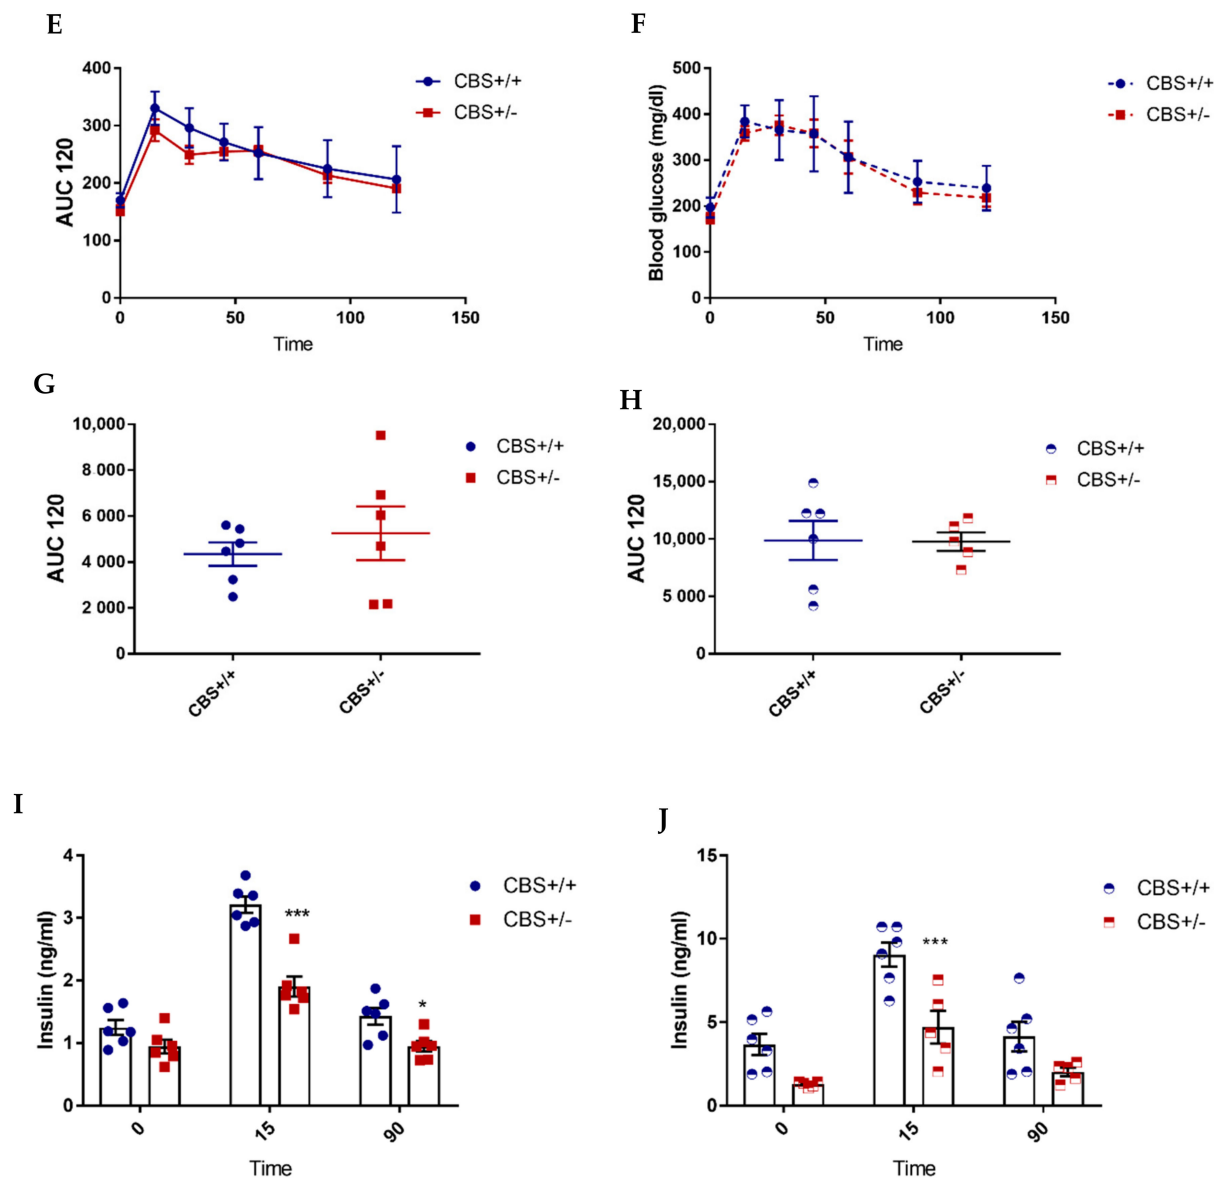 E
400
300
200
100
0
AUC 120
0 50 100 150
Time
CBS+/+
CBS+/-
F
500
400
300
200
100
0
Blood glucose (mg/dl)
0 50 100 150
Time
CBS+/+
CBS+/-
G
10,000
8 000
6 000
4 000
2 000
0
AUC 120
CBS+/+ CBS+/-
CBS+/+
CBS+/-
H
20,000
15,000
10,000
5 000
0
AUC 120
CBS+/+ CBS+/-
CBS+/+
CBS+/-
I
4
3
2
1
0
Insulin (ng/ml)
***
*
0 15 90
Time
CBS+/+
CBS+/-
J
15
10
5
0
Insulin (ng/ml)
***
0 15 90
Time
CBS+/+
CBS+/-